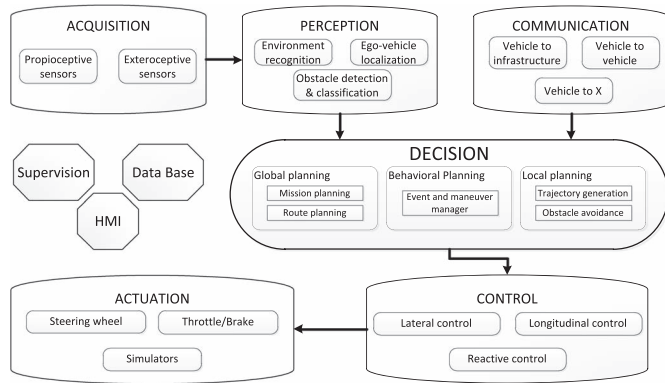 ACQUISITION
Propioceptive
sensors
Exteroceptive
sensors
PERCEPTION
Environment
recognition
Ego-vehicle
localization
Obstacle detection
& classification
COMMUNICATION
Vehicle to
infrastructure
Vehicle to
vehicle
Vehicle to X
Supervision
Data Base
HMI
DECISION
Global planning
Mission planning
Route planning
Behavioral Planning
Event and maneuver
manager
Local planning
Trajectory generation
Obstacle avoidance
ACTUATION
Steering wheel
Throttle/Brake
Simulators
CONTROL
Lateral control
Longitudinal control
Reactive control